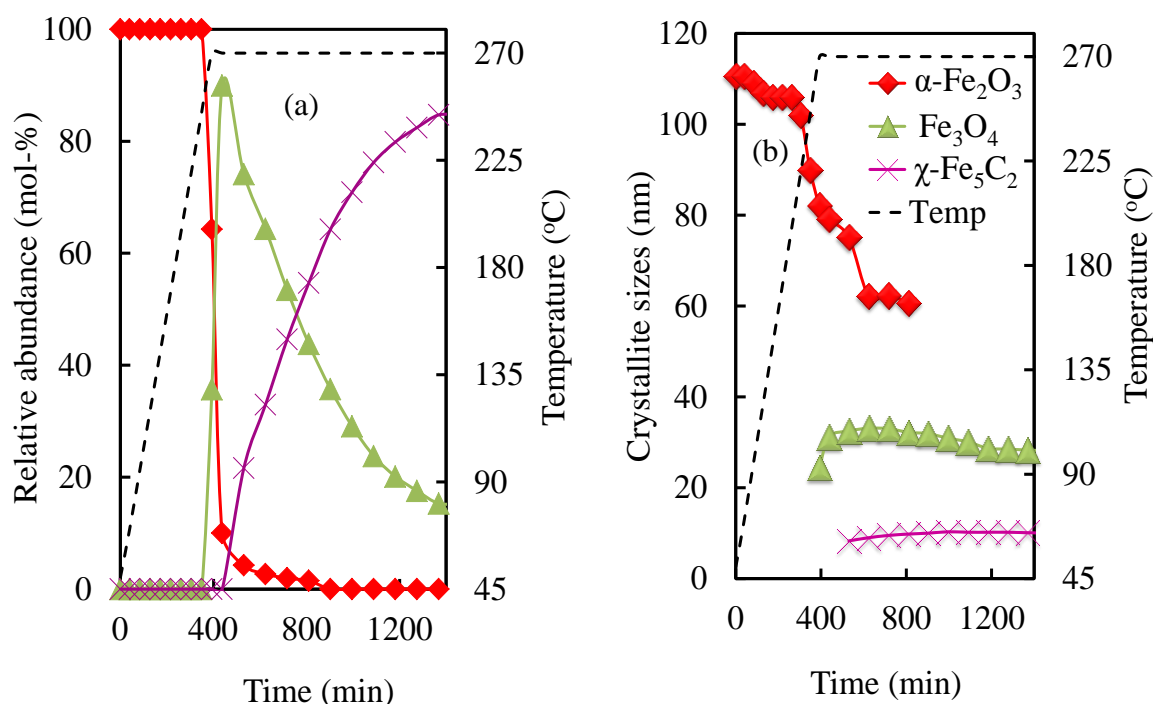 Relative abundance (mol-%)
100
80
60
40
20
0
(a)
270
225
180
135
90
45
Temperature (°C)
0
400
800
1200
Time (min)
Crystallite sizes (nm)
120
100
80
60
40
20
0
(b)
α-Fe₂O₃
Fe₃O₄
χ-Fe₅C₂
Temp
270
225
180
135
90
45
Temperature (°C)
0
400
800
1200
Time (min)